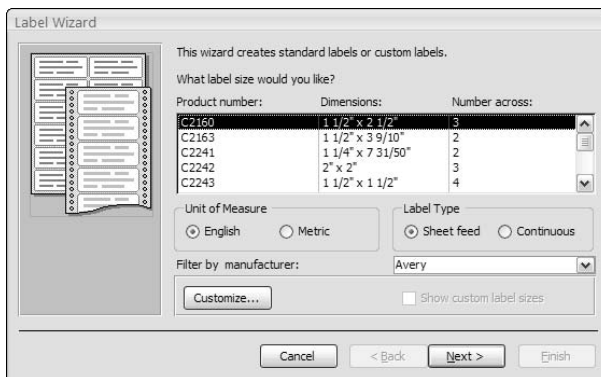 Label Wizard
This wizard creates standard labels or custom labels.
What label size would you like?
Product number: Dimensions: Number across:
C2160 1 1/2" x 2 1/2" 3
C2163 1 1/2" x 3 9/10" 2
C2241 1 1/4" x 7 31/50" 2
C2242 2" x 2" 3
C2243 1 1/2" x 1 1/2" 4
Unit of Measure Label Type
English Metric Sheet feed Continuous
Filter by manufacturer: Avery
Customize... Show custom label sizes
Cancel < Back Next > Finish